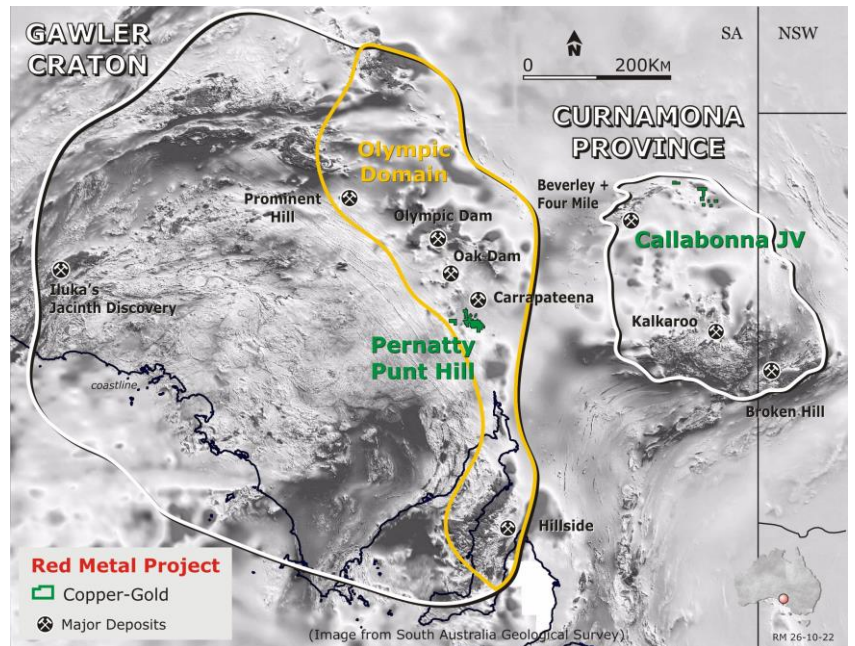 GAWLER
CRATON
N
0 200KM
SA NSW
CURNAMONA
PROVINCE
Olympic
Domain
Prominent
Hill
Olympic Dam
Oak Dam
Carrapateena
Iluka's
Jacinth Discovery
Pernatty
Punt Hill
coastline
Beverley +
Four Mile
Callabonna JV
Kalkaroo
Broken Hill
Hillside
Red Metal Project
Copper-Gold
Major Deposits
(Image from South Australia Geological Survey)
RM 26-10-22